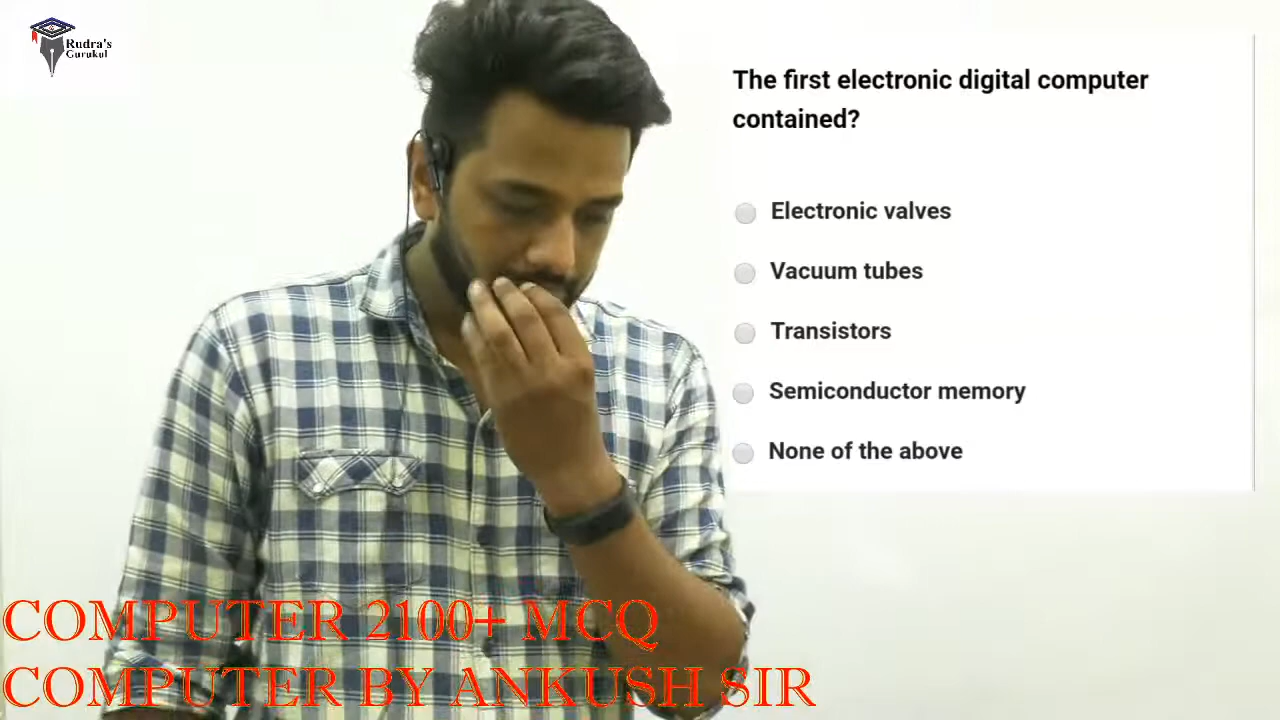 Rudra's
Gurukul
The first electronic digital computer
contained?
Electronic valves
Vacuum tubes
Transistors
Semiconductor memory
None of the above
COMPUTER 2100+ MCQ
COMPUTER BY ANKUSH SIR